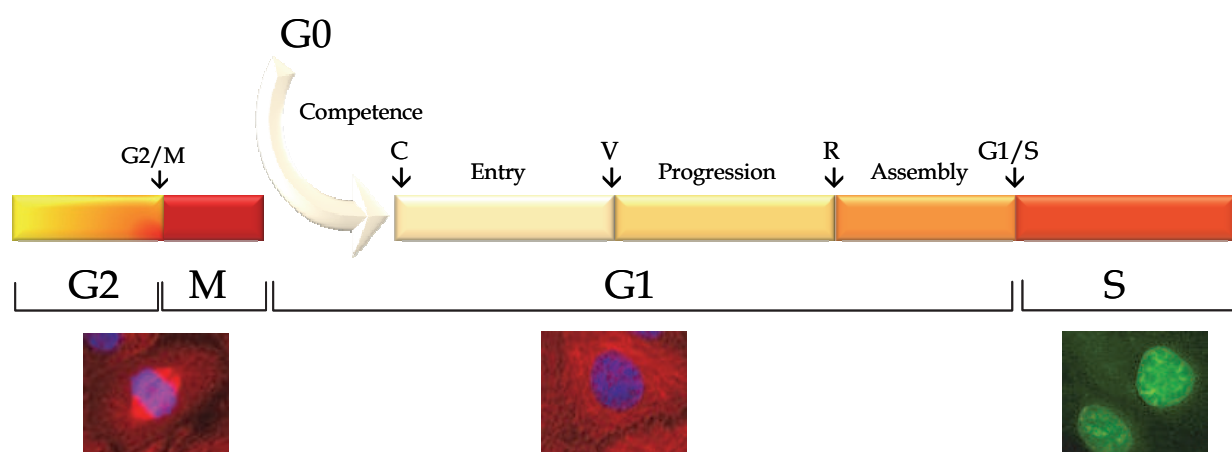 G0
Competence
G2/M
C
Entry
V
Progression
R
Assembly
G1/S
G2
M
G1
S